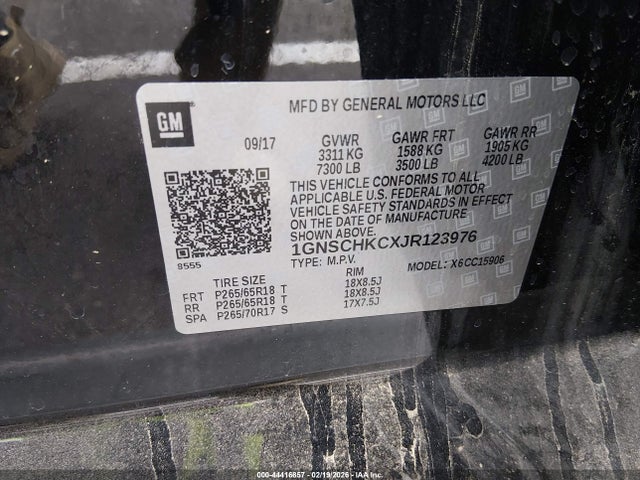 GM
MFD BY GENERAL MOTORS LLC
09/17 GVWR GAWR FRT GAWR RR
3311 KG 1588 KG 1905 KG
7300 LB 3500 LB 4200 LB
THIS VEHICLE CONFORMS TO ALL
APPLICABLE U.S. FEDERAL MOTOR
VEHICLE SAFETY STANDARDS IN EFFECT
ON THE DATE OF MANUFACTURE
SHOWN ABOVE.
1GNSCHKCXJR123976
8555 TYPE: M.P.V. MODEL: X6CC15906
TIRE SIZE RIM
FRT P265/65R18 T 18X8.5J
RR P265/65R18 T 18X8.5J
SPA P265/70R17 S 17X7.5J
000-44416857 - 02/19/2026 - Copyright © IAA, LLC